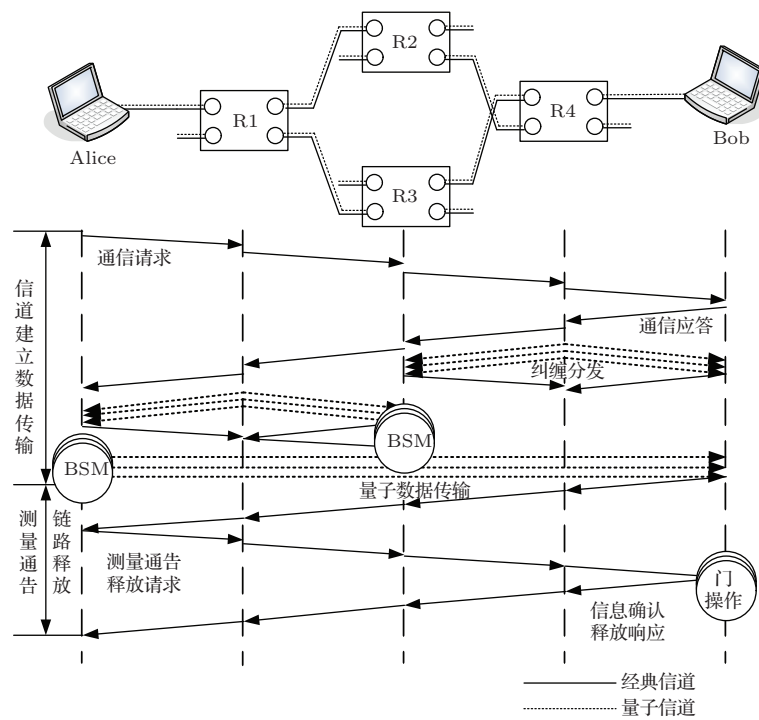 R2
R1
R4
Alice
Bob
R3
通信请求
通信应答
纠缠分发
信道建立数据传输
BSM
BSM
量子数据传输
测量通告
链路释放
测量通告
释放请求
门
操作
信息确认
释放响应
经典信道
量子信道